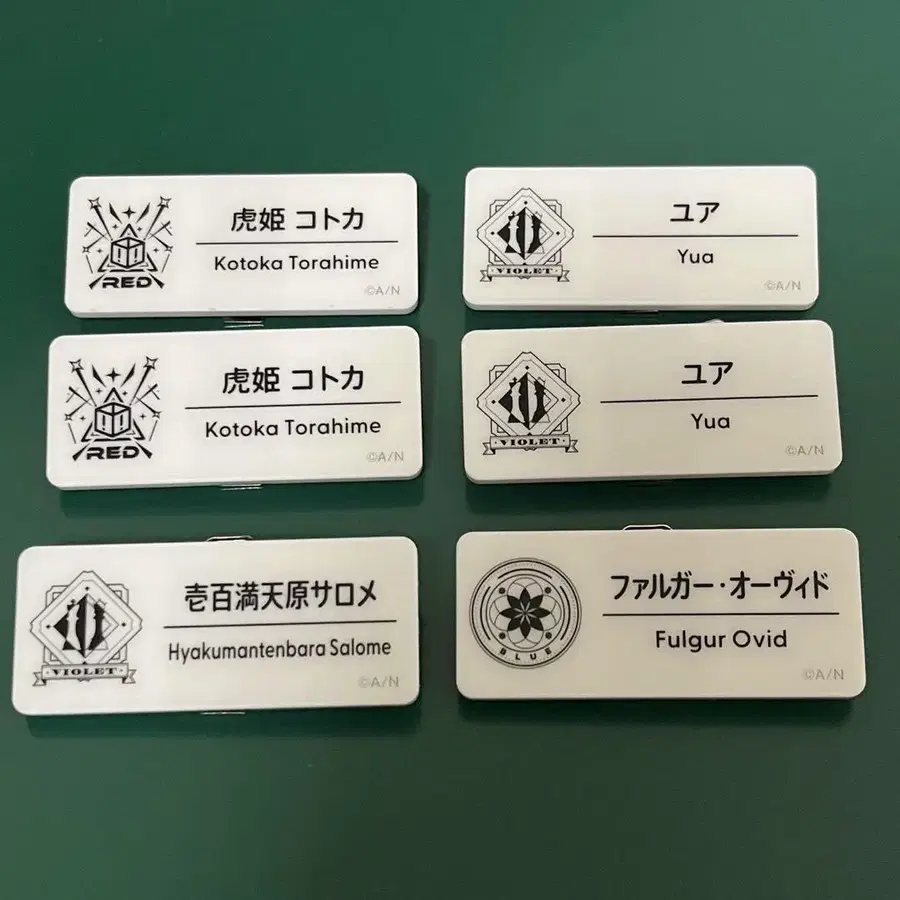 虎姫 コトカ
Kotoka Torahime
RED
©A/N
ユア
Yua
VIOLET
©A/N
虎姫 コトカ
Kotoka Torahime
RED
©A/N
ユア
Yua
VIOLET
©A/N
壱百満天原サロメ
Hyakumantenbara Salome
VIOLET
©A/N
ファルガー・オーヴィド
Fulgur Ovid
BLUE
©A/N